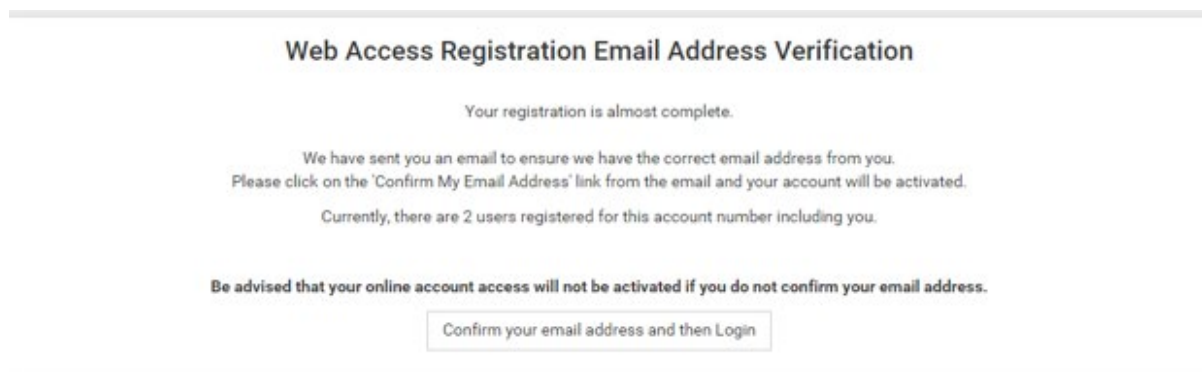 Web Access Registration Email Address Verification
Your registration is almost complete.
We have sent you an email to ensure we have the correct email address from you.
Please click on the 'Confirm My Email Address' link from the email and your account will be activated.
Currently, there are 2 users registered for this account number including you.
Be advised that your online account access will not be activated if you do not confirm your email address.
Confirm your email address and then Login